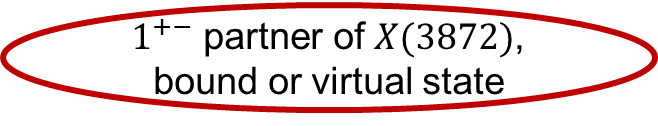 1⁺⁻ partner of X(3872),
bound or virtual state